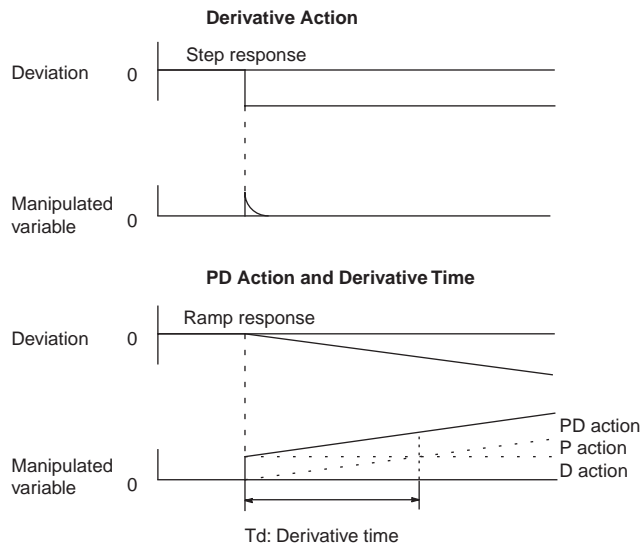 Derivative Action
Step response
Deviation 0
Manipulated
variable 0
PD Action and Derivative Time
Ramp response
Deviation 0
PD action
P action
Manipulated
variable 0
D action
Td: Derivative time